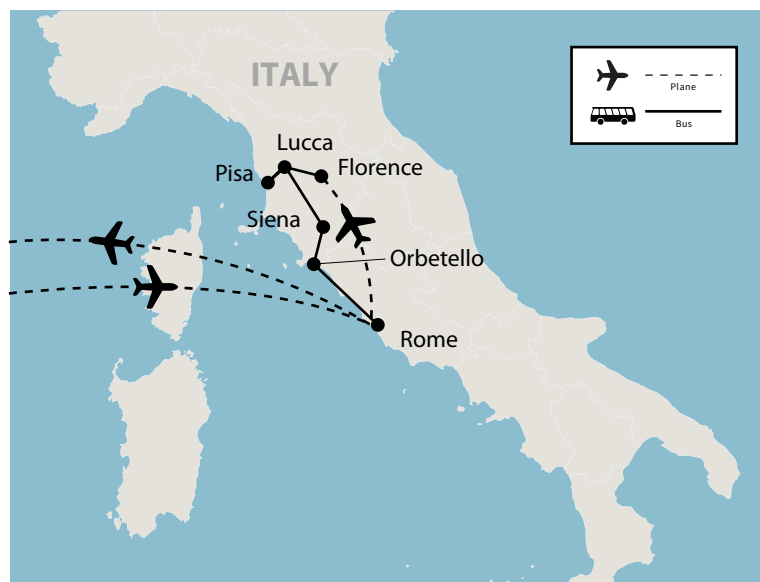 ITALY
Plane
Bus
Lucca
Pisa
Florence
Siena
Orbetello
Rome